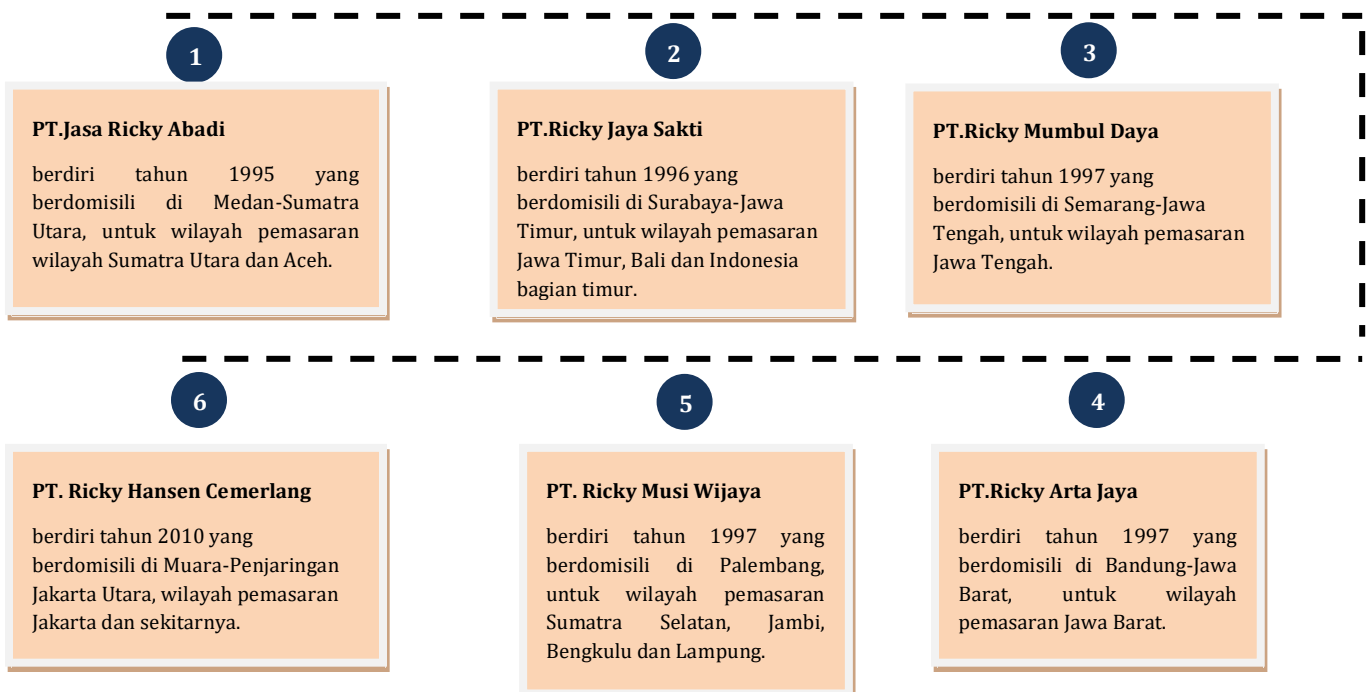 1
PT.Jasa Ricky Abadi
berdiri tahun 1995 yang
berdomisili di Medan-Sumatra
Utara, untuk wilayah pemasaran
wilayah Sumatra Utara dan Aceh.
2
PT.Ricky Jaya Sakti
berdiri tahun 1996 yang
berdomisili di Surabaya-Jawa
Timur, untuk wilayah pemasaran
Jawa Timur, Bali dan Indonesia
bagian timur.
3
PT.Ricky Mumbul Daya
berdiri tahun 1997 yang
berdomisili di Semarang-Jawa
Tengah, untuk wilayah pemasaran
Jawa Tengah.
6
PT. Ricky Hansen Cemerlang
berdiri tahun 2010 yang
berdomisili di Muara-Penjaringan
Jakarta Utara, wilayah pemasaran
Jakarta dan sekitarnya.
5
PT. Ricky Musi Wijaya
berdiri tahun 1997 yang
berdomisili di Palembang,
untuk wilayah pemasaran
Sumatra Selatan, Jambi,
Bengkulu dan Lampung.
4
PT.Ricky Arta Jaya
berdiri tahun 1997 yang
berdomisili di Bandung-Jawa
Barat, untuk wilayah
pemasaran Jawa Barat.